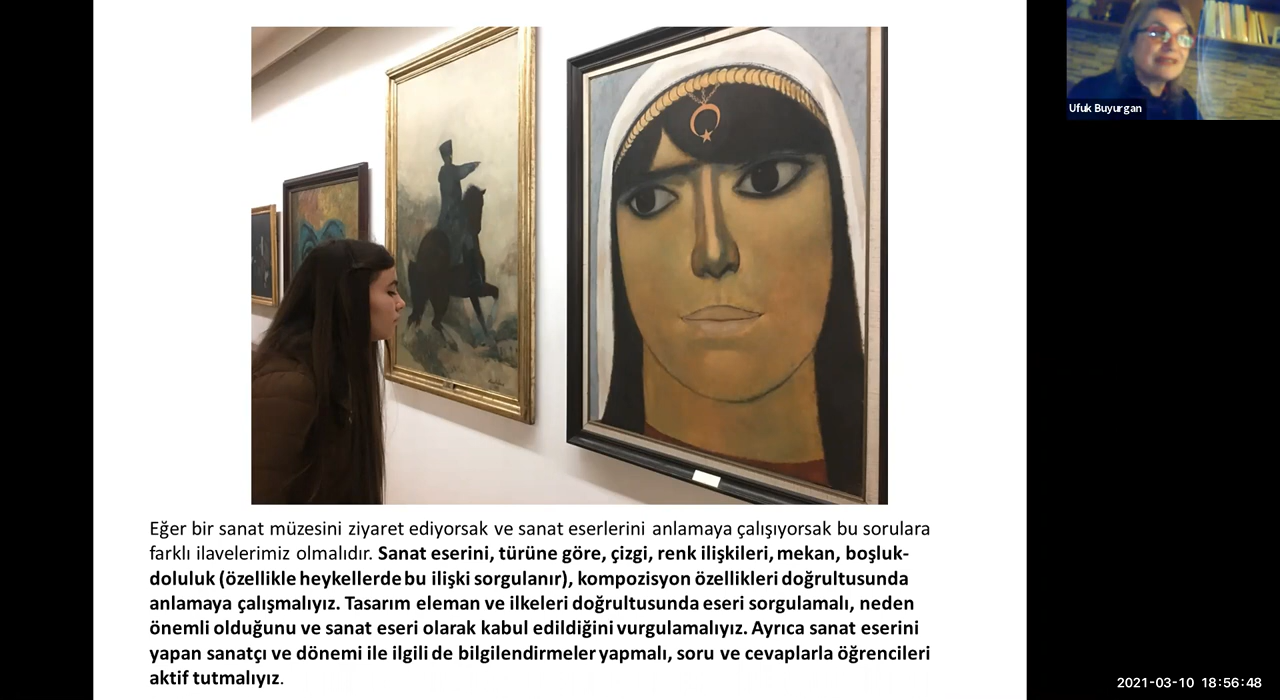 Ufuk Buyurgan
Eğer bir sanat müzesini ziyaret ediyorsak ve sanat eserlerini anlamaya çalışıyorsak bu sorulara
farklı ilavelerimiz olmalıdır. Sanat eserini, türüne göre, çizgi, renk ilişkileri, mekan, boşluk-
doluluk (özellikle heykellerde bu ilişki sorgulanır), kompozisyon özellikleri doğrultusunda
anlamaya çalışmalıyız. Tasarım eleman ve ilkeleri doğrultusunda eseri sorgulamalı, neden
önemli olduğunu ve sanat eseri olarak kabul edildiğini vurgulamalıyız. Ayrıca sanat eserini
yapan sanatçı ve dönemi ile ilgili de bilgilendirmeler yapmalı, soru ve cevaplarla öğrencileri
aktif tutmalıyız.
2021-03-10 18:56:48